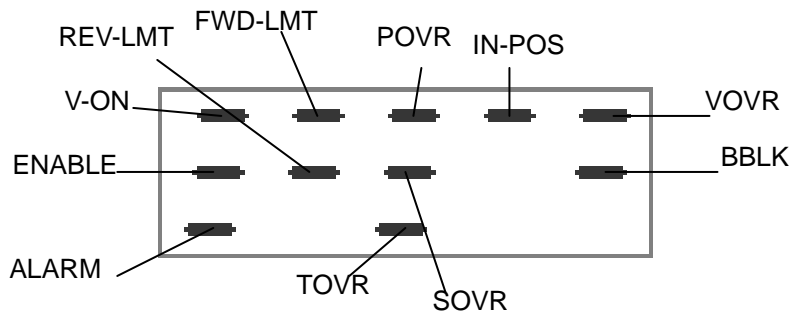 FWD-LMT
REV-LMT
POVR
IN-POS
V-ON
VOVR
ENABLE
BBLK
ALARM
TOVR
SOVR